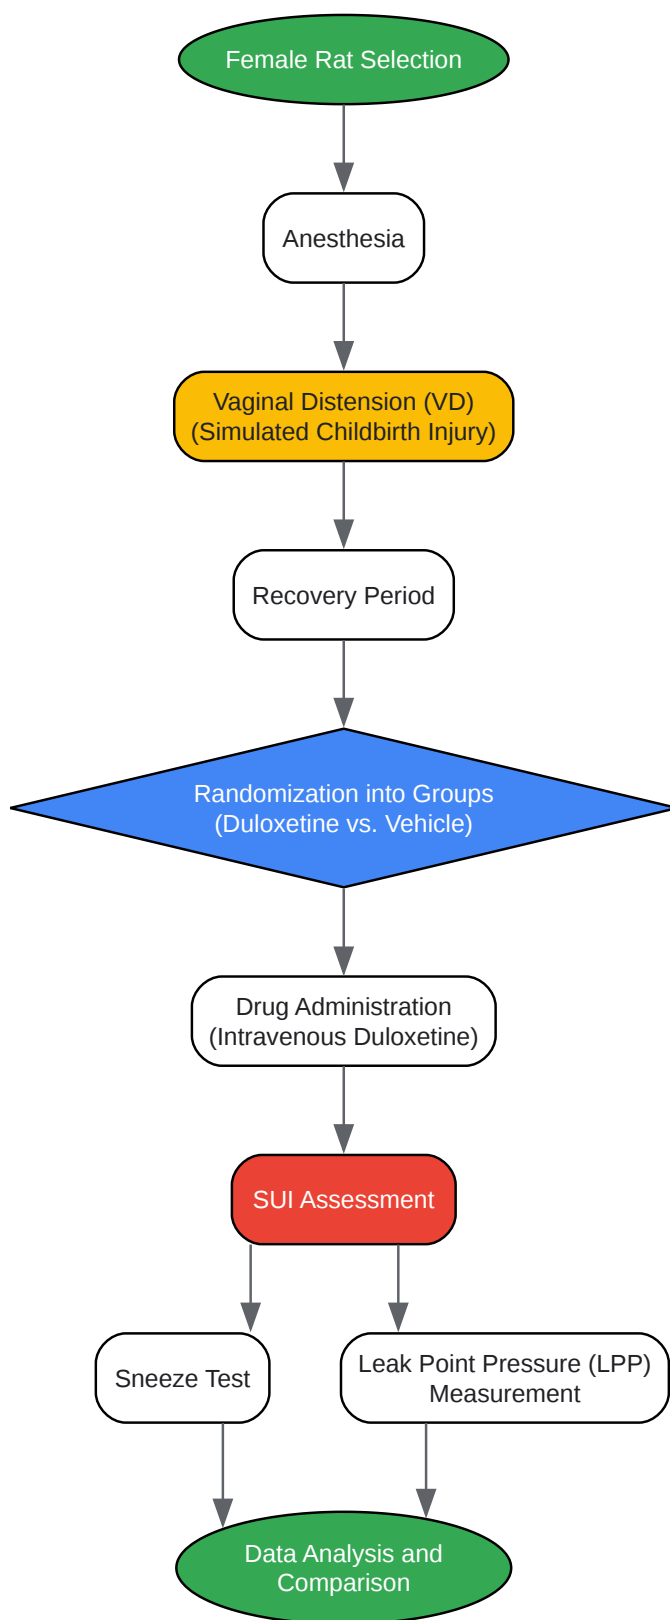 Female Rat Selection
Anesthesia
Vaginal Distension (VD)
(Simulated Childbirth Injury)
Recovery Period
Randomization into Groups
(Duloxetine vs. Vehicle)
Drug Administration
(Intravenous Duloxetine)
SUI Assessment
Sneeze Test
Leak Point Pressure (LPP)
Measurement
Data Analysis and
Comparison